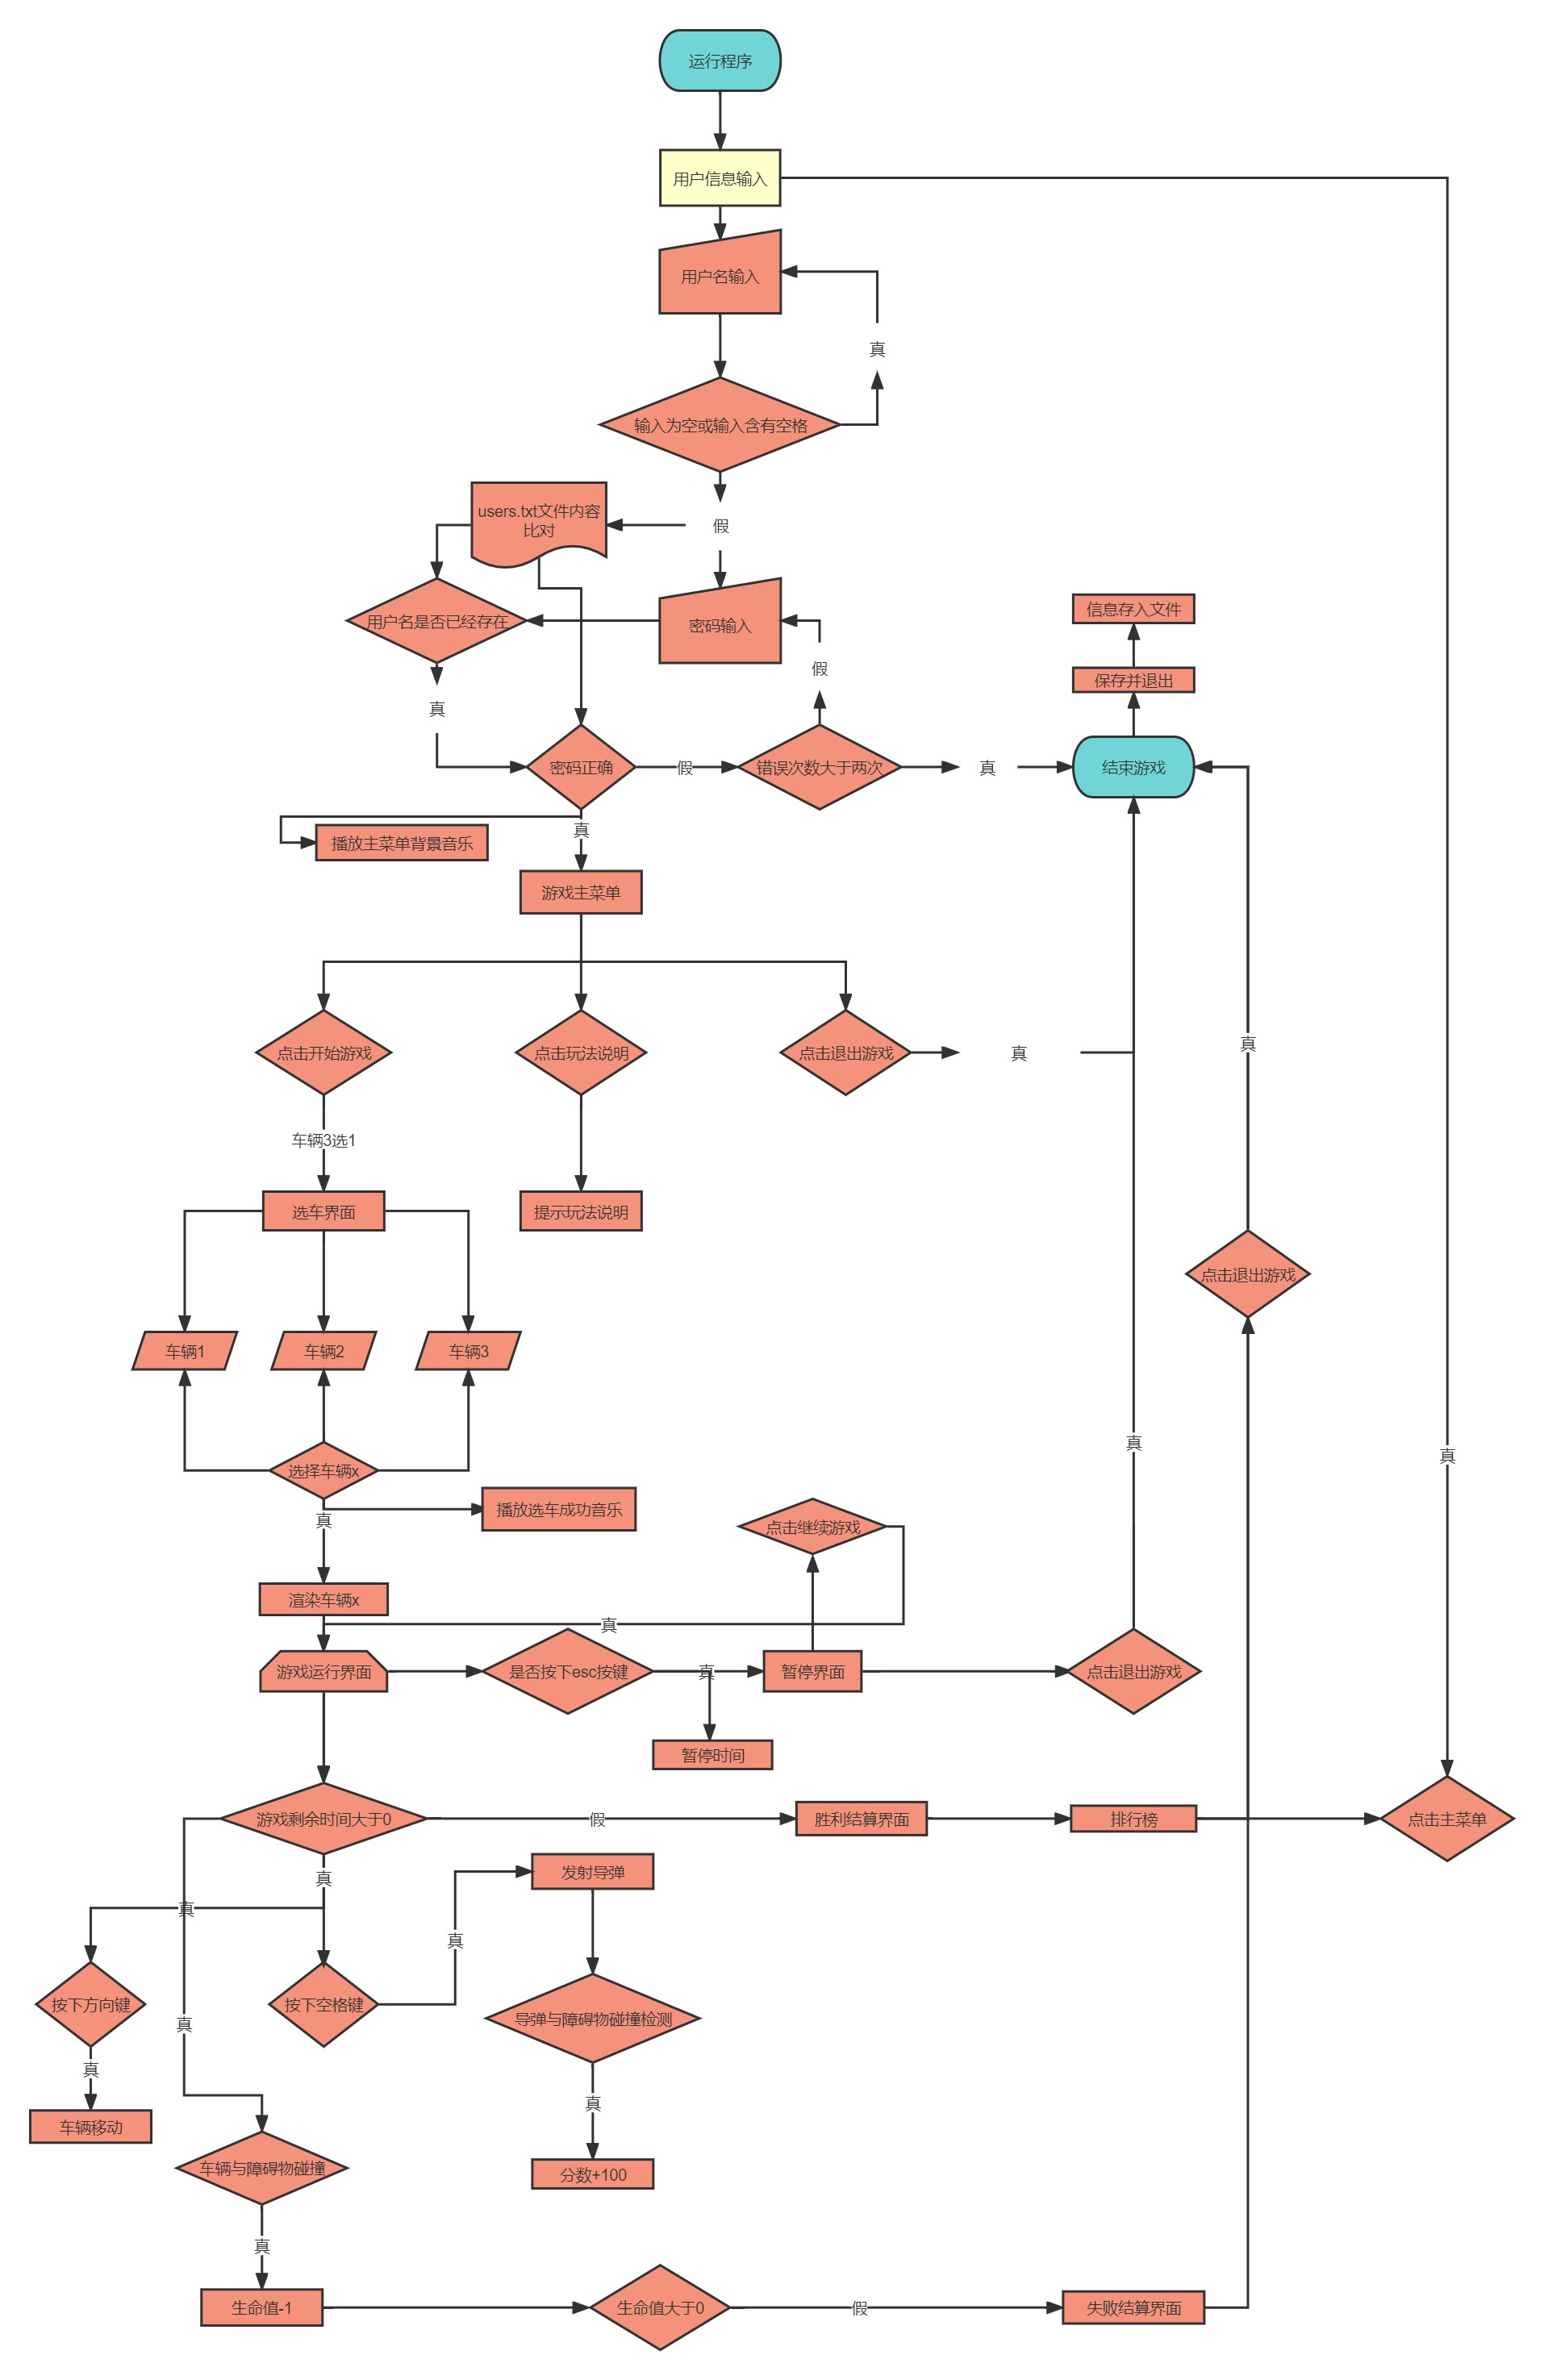 运行程序
用户信息输入
用户名输入
真
输入为空或输入含有空格
users.txt文件内容
比对
假
用户名是否已经存在
密码输入
信息存入文件
假
保存并退出
真
密码正确
假
错误次数大于两次
真
结束游戏
真
播放主菜单背景音乐
游戏主菜单
点击开始游戏
点击玩法说明
点击退出游戏
真
真
车辆3选1
选车界面
提示玩法说明
点击退出游戏
车辆1
车辆2
车辆3
真
真
选择车辆x
播放选车成功音乐
真
点击继续游戏
渲染车辆x
真
游戏运行界面
是否按下esc按键
真
暂停界面
点击退出游戏
暂停时间
游戏剩余时间大于0
假
胜利结算界面
排行榜
点击主菜单
真
发射导弹
真
真
按下方向键
按下空格键
导弹与障碍物碰撞检测
真
真
真
车辆移动
车辆与障碍物碰撞
分数+100
真
生命值-1
生命值大于0
假
失败结算界面